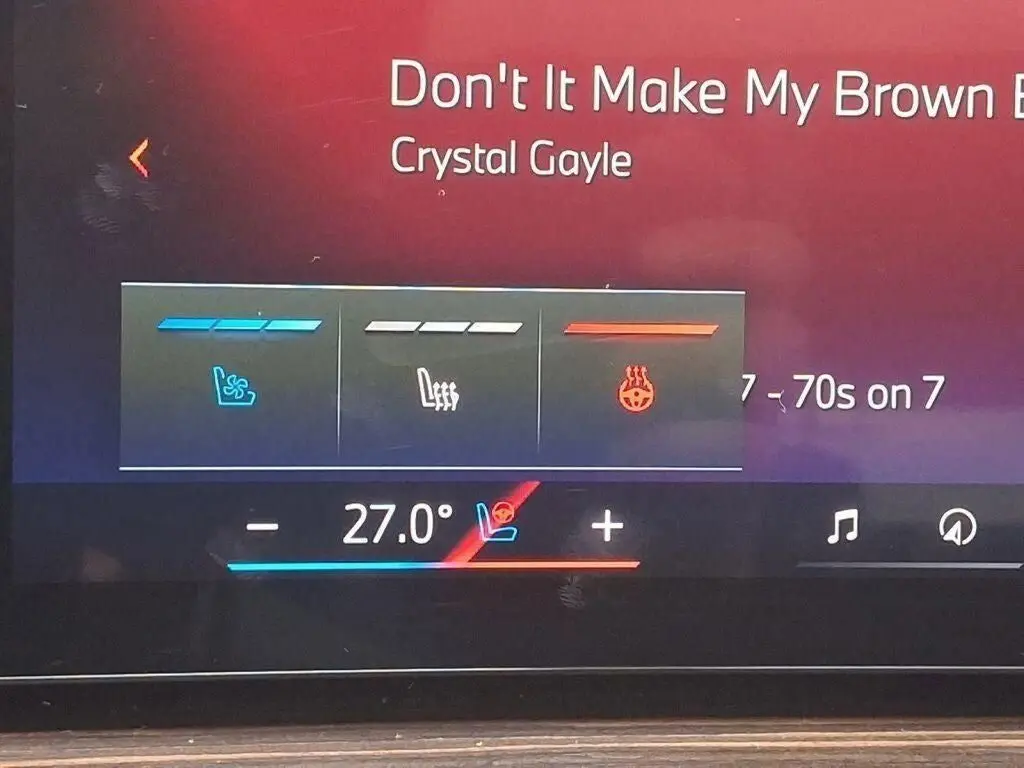 Don't It Make My Brown
Crystal Gayle
7 - 70s on 7
− 27.0° +